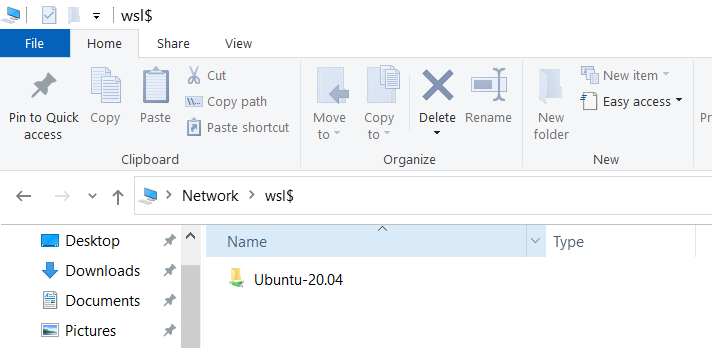 wsl$
File Home Share View
Pin to Quick access
Copy
Paste
Cut
Copy path
Paste shortcut
Clipboard
Move to
Copy to
Delete
Rename
Organize
New folder
New item
Easy access
New
Network wsl$
Desktop
Downloads
Documents
Pictures
Name Type
Ubuntu-20.04